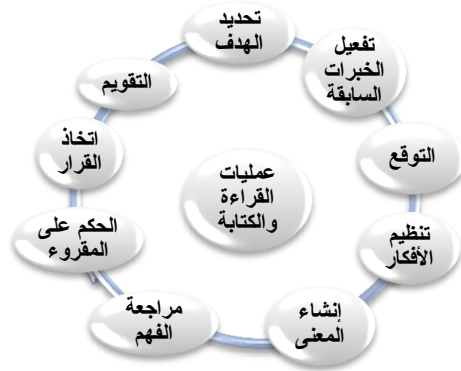 تحديد
الهدف
تفعيل
الخبرات
السابقة
التوقع
تنظيم
الأفكار
إنشاء
المعنى
مراجعة
الفهم
الحكم على
المقروء
اتخاذ
القرار
التقويم
عمليات
القراءة
والكتابة